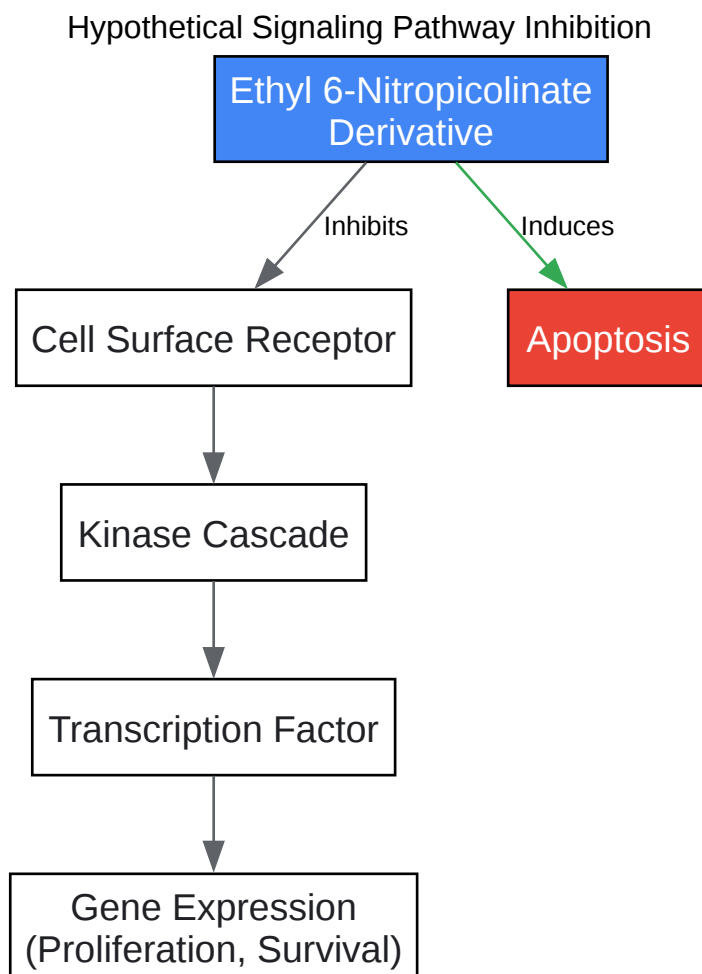 Hypothetical Signaling Pathway Inhibition
Ethyl 6-Nitropicolinate
Derivative
Inhibits
Induces
Cell Surface Receptor
Apoptosis
Kinase Cascade
Transcription Factor
Gene Expression
(Proliferation, Survival)